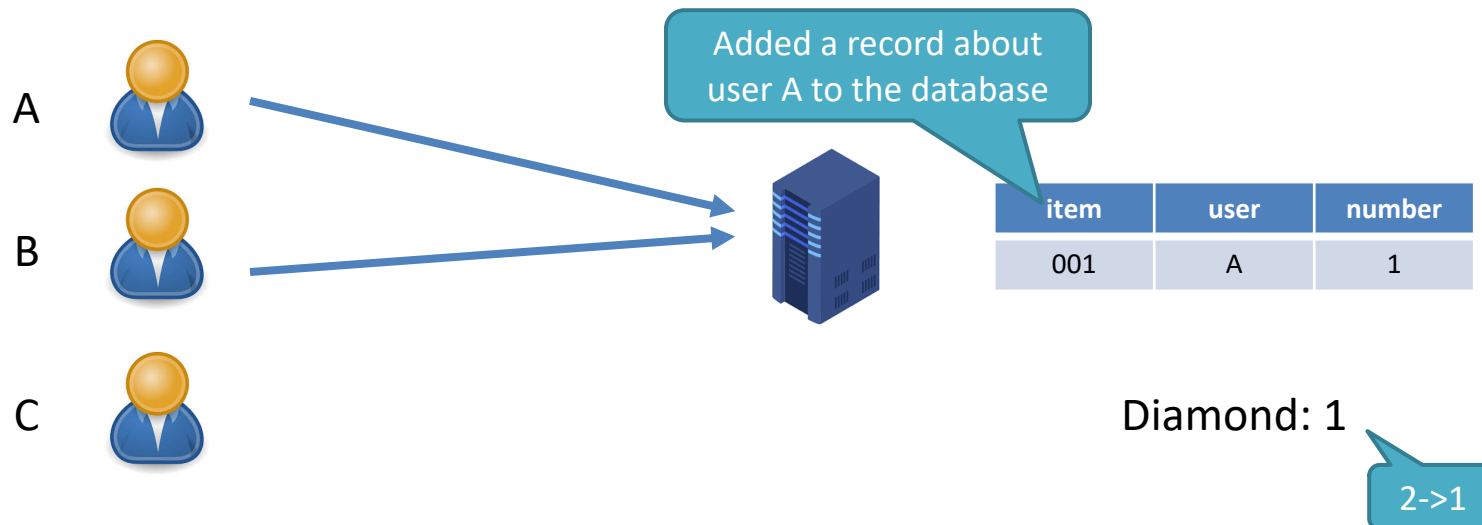 Added a record about
user A to the database
A
B
C
item user number
001 A 1
Diamond: 1
2->1